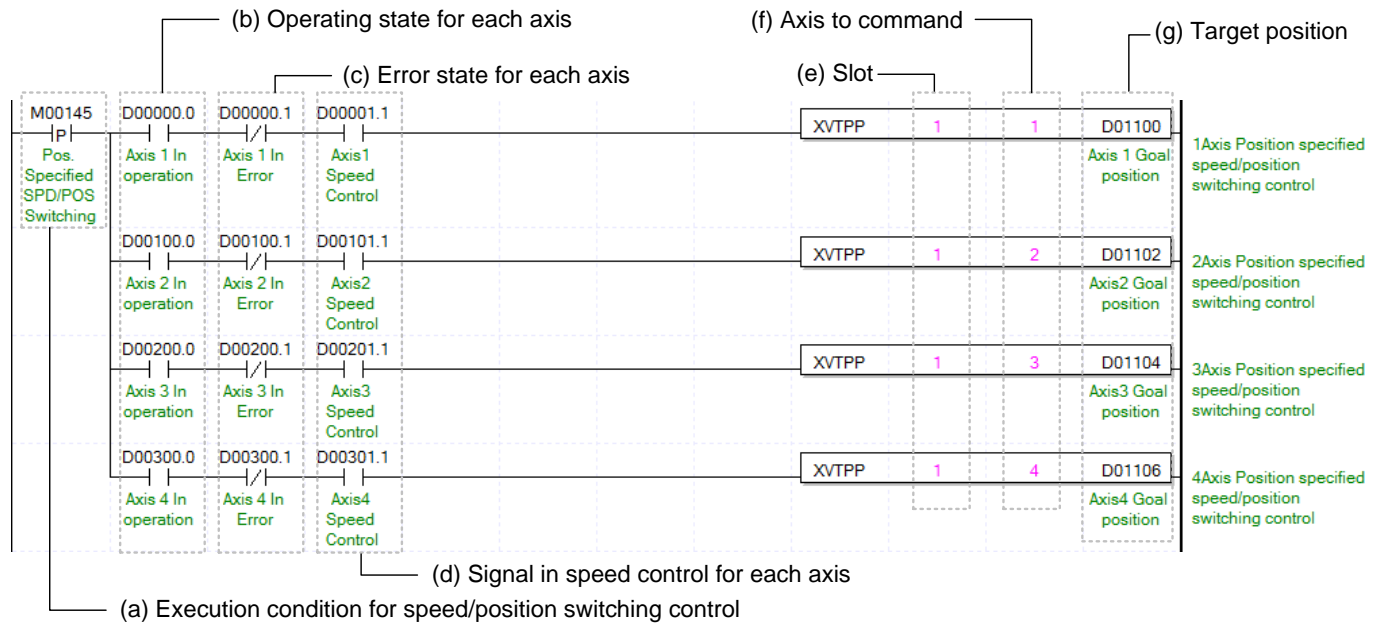 (b) Operating state for each axis
(f) Axis to command
(g) Target position
(c) Error state for each axis
(e) Slot
M00145 D00000.0 D00000.1 D00001.1
P
XVTPP 1 1 D01100
Pos. Axis 1 In Axis 1 In Axis1 Axis 1 Goal 1Axis Position specified
Specified operation Error Speed position speed/position
SPD/POS Control switching control
Switching
D00100.0 D00100.1 D00101.1
XVTPP 1 2 D01102
Axis 2 In Axis 2 In Axis2 Axis2 Goal 2Axis Position specified
operation Error Speed position speed/position
Control switching control
D00200.0 D00200.1 D00201.1
XVTPP 1 3 D01104
Axis 3 In Axis 3 In Axis3 Axis3 Goal 3Axis Position specified
operation Error Speed position speed/position
Control switching control
D00300.0 D00300.1 D00301.1
XVTPP 1 4 D01106
Axis 4 In Axis 4 In Axis4 Axis4 Goal 4Axis Position specified
operation Error Speed position speed/position
Control switching control
(d) Signal in speed control for each axis
(a) Execution condition for speed/position switching control